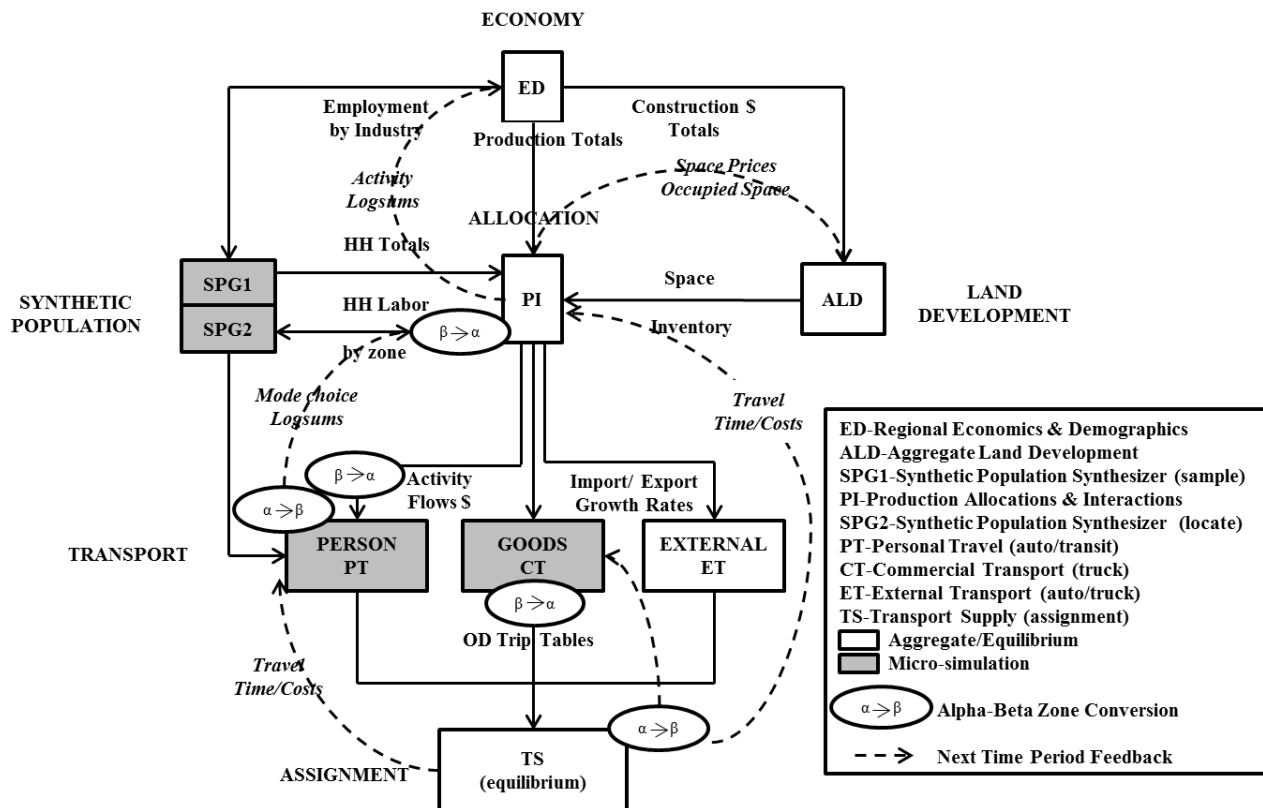 ECONOMY
ED
Employment
by Industry
Construction $
Totals
Production Totals
Activity
Logsums
Space Prices
Occupied Space
ALLOCATION
HH Totals
SPG1
PI
Space
ALD
SYNTHETIC
POPULATION
SPG2
HH Labor
by zone
β→α
Inventory
LAND
DEVELOPMENT
Mode choice
Logsums
Travel
Time/Costs
β→α
Activity
Flows $
Import/ Export
Growth Rates
α→β
TRANSPORT
PERSON
PT
GOODS
CT
EXTERNAL
ET
β→α
OD Trip Tables
Travel
Time/Costs
α→β
ASSIGNMENT
TS
(equilibrium)
ED-Regional Economics & Demographics
ALD-Aggregate Land Development
SPG1-Synthetic Population Synthesizer (sample)
PI-Production Allocations & Interactions
SPG2-Synthetic Population Synthesizer (locate)
PT-Personal Travel (auto/transit)
CT-Commercial Transport (truck)
ET-External Transport (auto/truck)
TS-Transport Supply (assignment)
Aggregate/Equilibrium
Micro-simulation
α→β Alpha-Beta Zone Conversion
Next Time Period Feedback